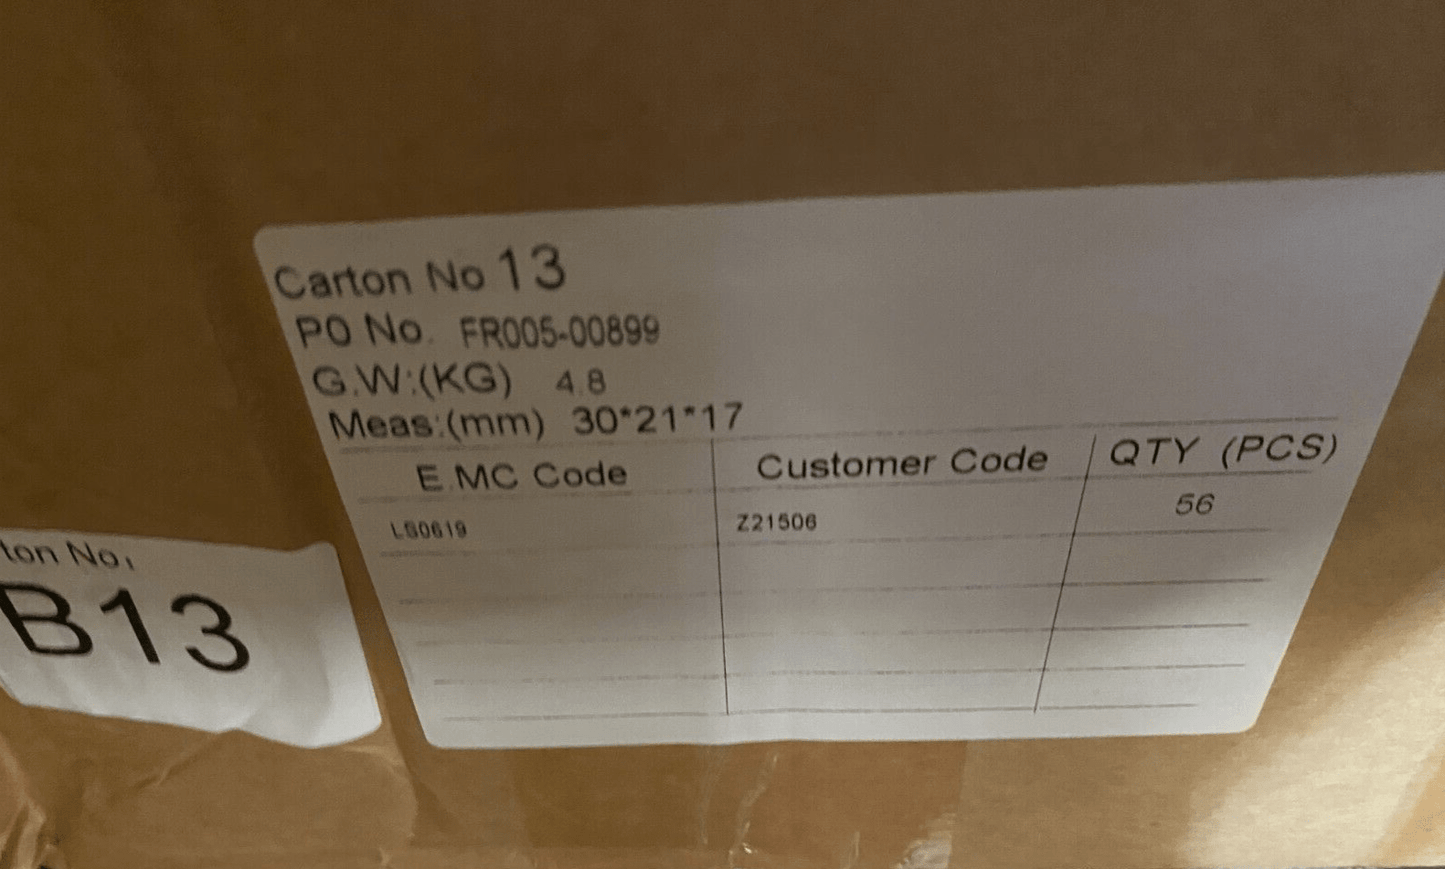 Carton No 13
PO No. FR005-00899
G.W:(KG) 4.8
Meas:(mm) 30*21*17
E.MC Code Customer Code QTY (PCS)
LS0619 Z21506 56
ton No.
B13